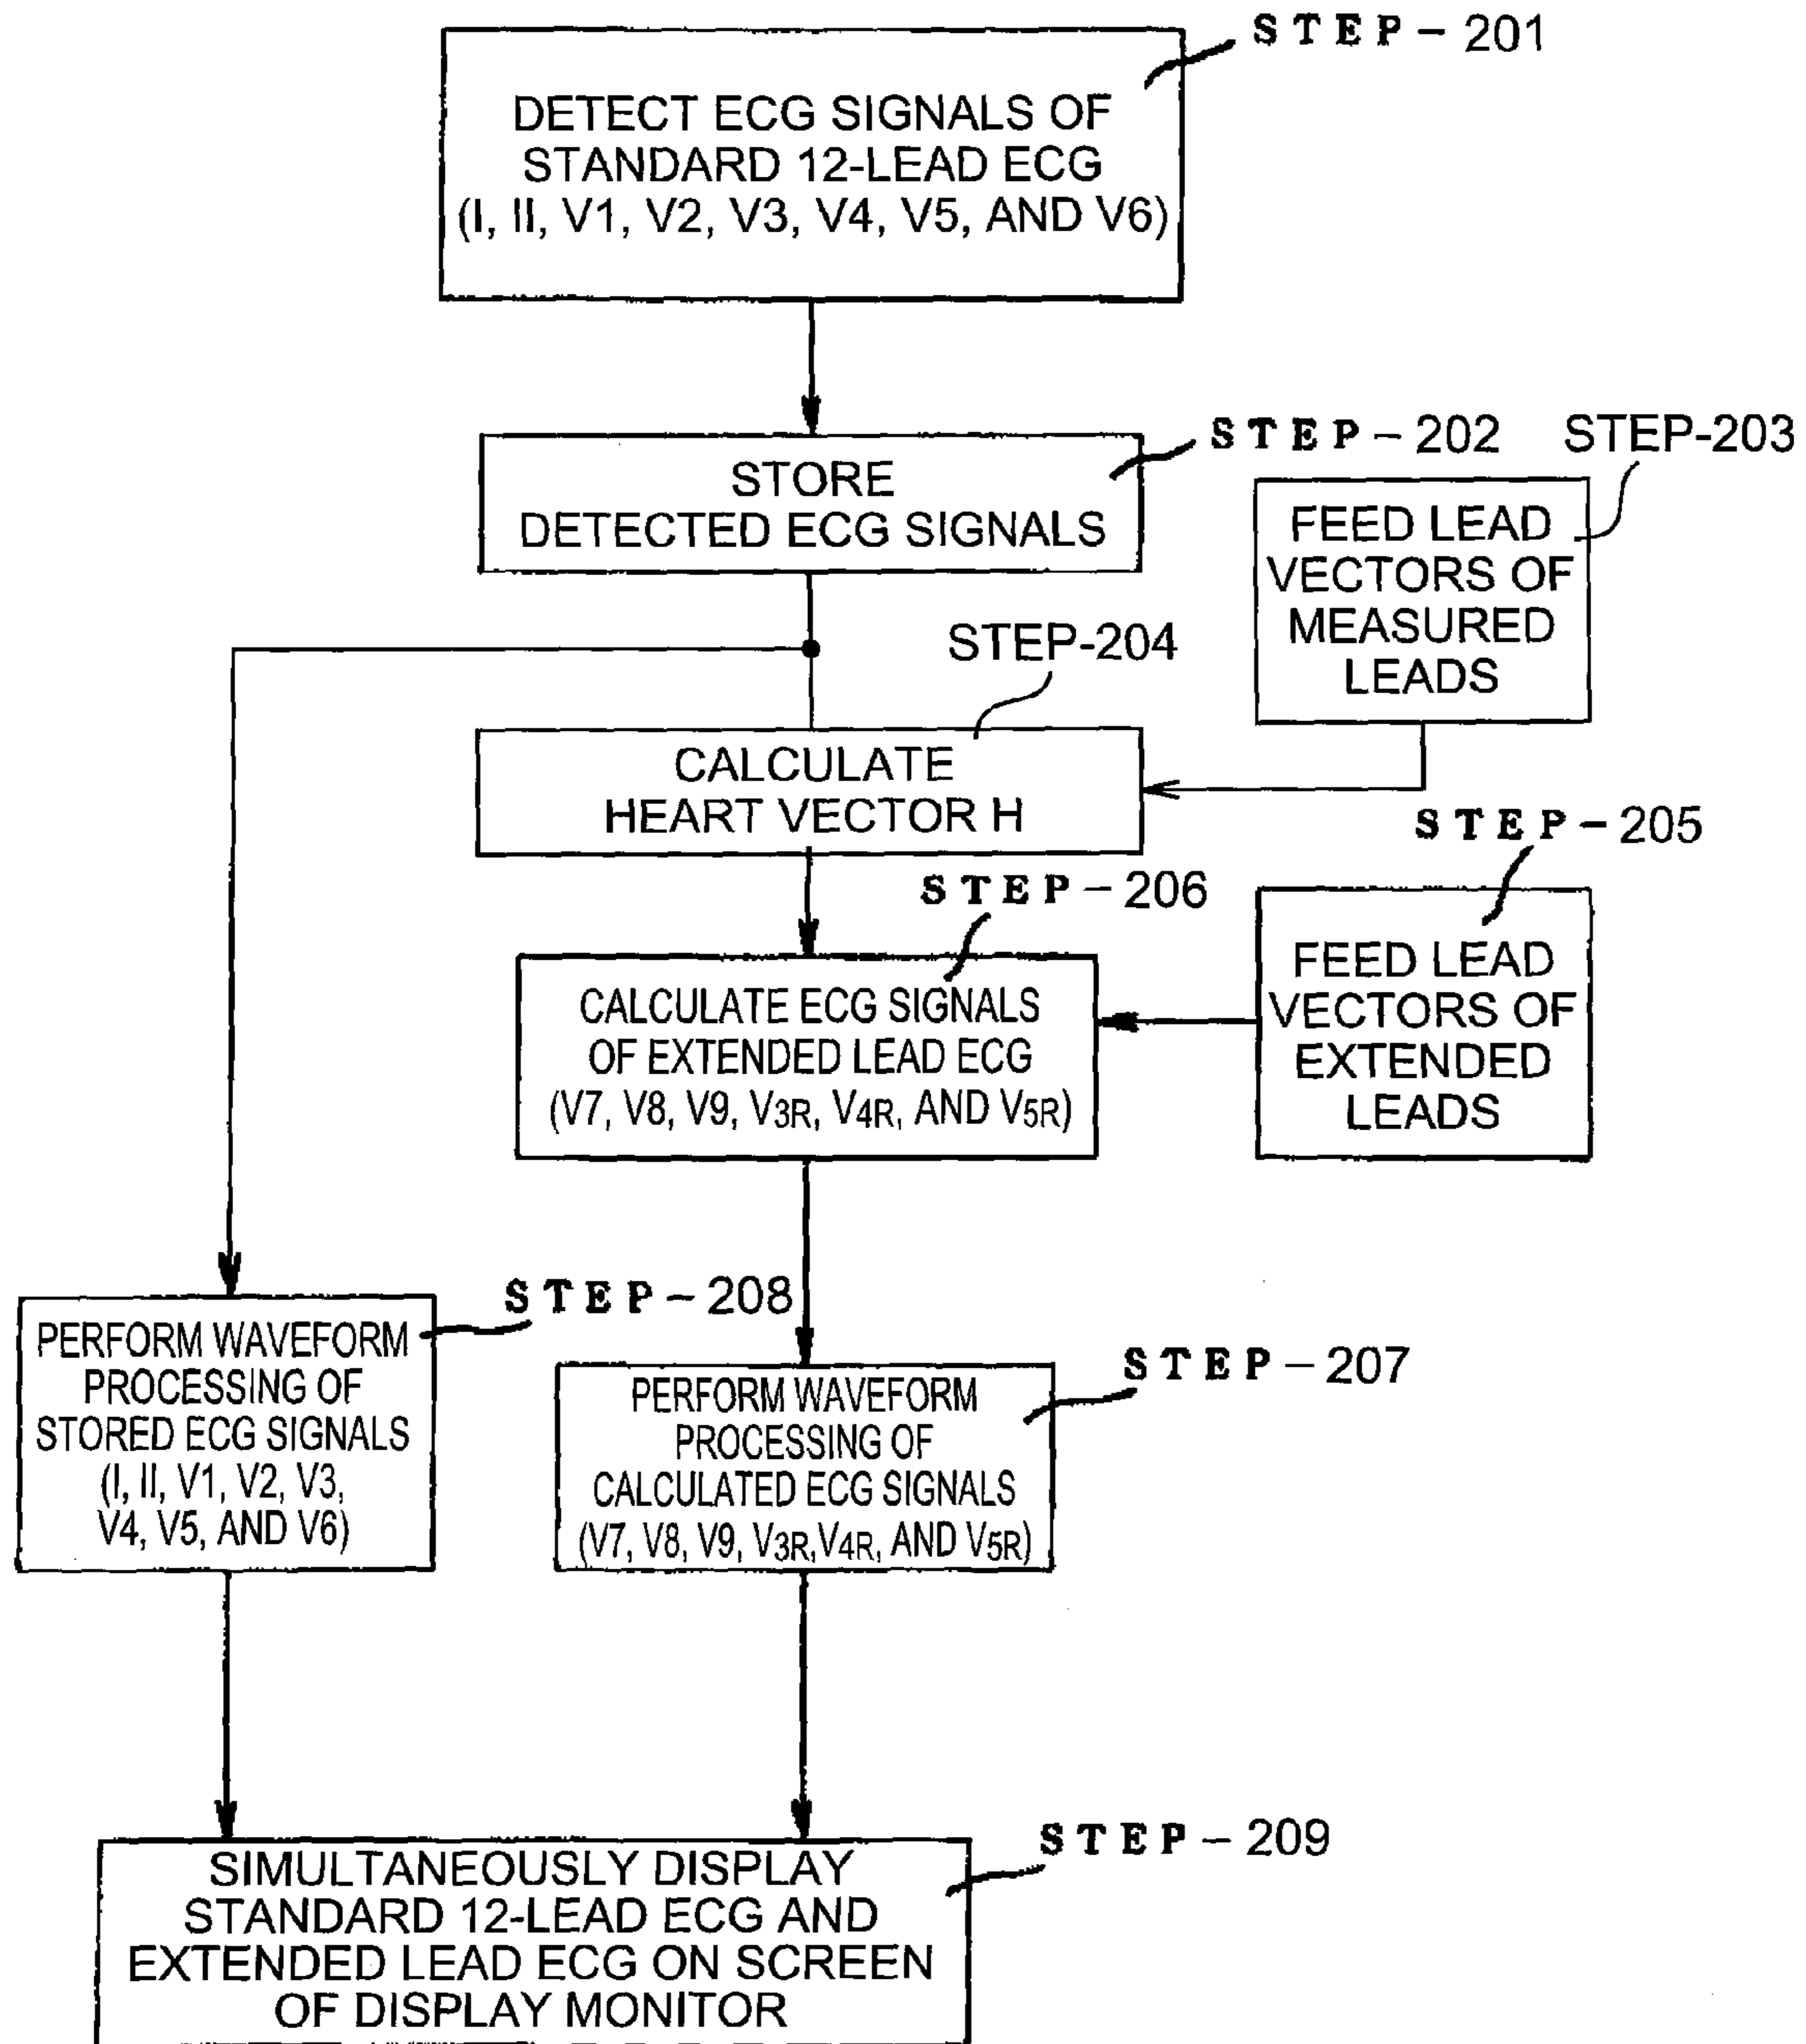 STEP-201
DETECT ECG SIGNALS OF
STANDARD 12-LEAD ECG
(I, II, V1, V2, V3, V4, V5, AND V6)
STEP-202
STORE
DETECTED ECG SIGNALS
STEP-203
FEED LEAD
VECTORS OF
MEASURED
LEADS
STEP-204
CALCULATE
HEART VECTOR H
STEP-205
FEED LEAD
VECTORS OF
EXTENDED
LEADS
STEP-206
CALCULATE ECG SIGNALS
OF EXTENDED LEAD ECG
(V7, V8, V9, V3R, V4R, AND V5R)
STEP-208
PERFORM WAVEFORM
PROCESSING OF
STORED ECG SIGNALS
(I, II, V1, V2, V3,
V4, V5, AND V6)
STEP-207
PERFORM WAVEFORM
PROCESSING OF
CALCULATED ECG SIGNALS
(V7, V8, V9, V3R,V4R, AND V5R)
STEP-209
SIMULTANEOUSLY DISPLAY
STANDARD 12-LEAD ECG AND
EXTENDED LEAD ECG ON SCREEN
OF DISPLAY MONITOR